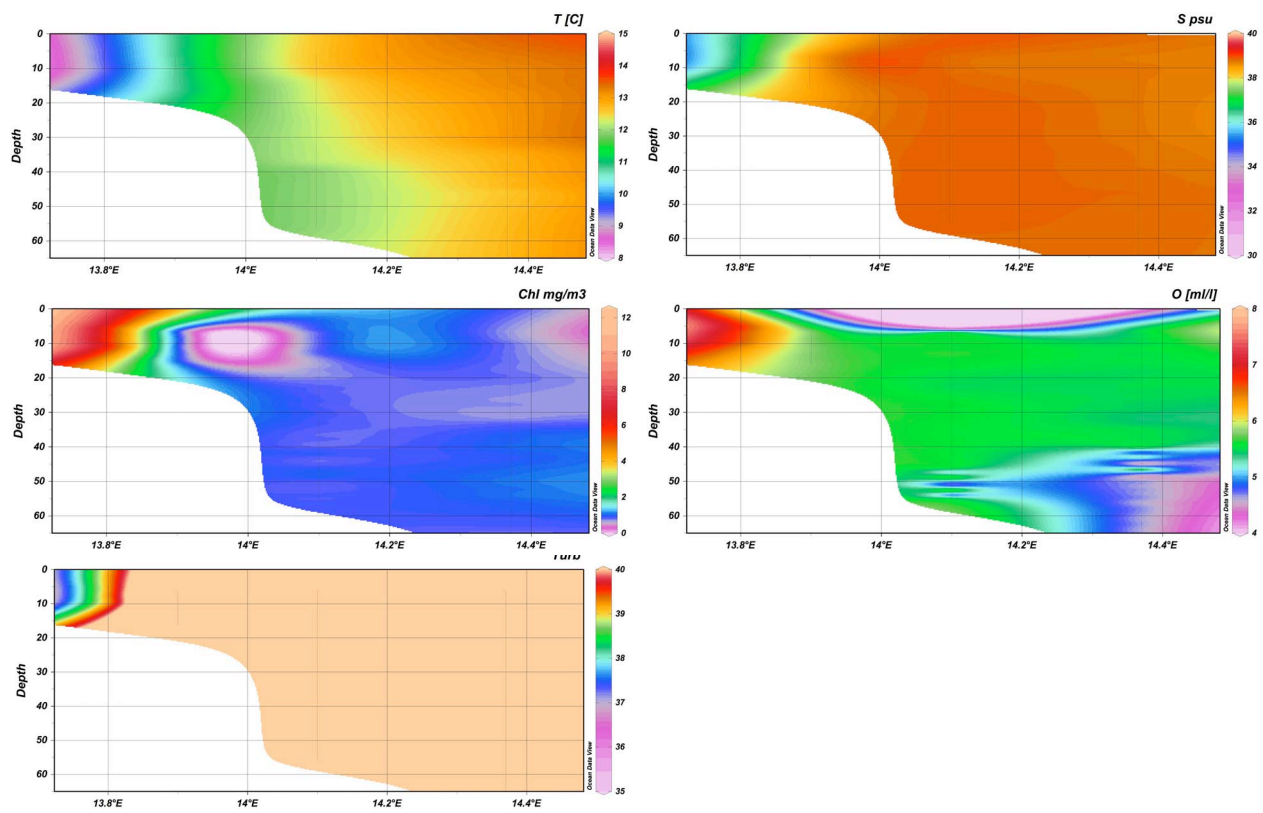 T [C]
0
10
20
30
40
50
60
Depth
13.8°E
14°E
14.2°E
14.4°E
15
14
13
12
11
10
9
8
Ocean Data View
S psu
0
10
20
30
40
50
60
Depth
13.8°E
14°E
14.2°E
14.4°E
40
38
36
34
32
30
Ocean Data View
Chl mg/m3
0
10
20
30
40
50
60
Depth
13.8°E
14°E
14.2°E
14.4°E
12
10
8
6
4
2
0
Ocean Data View
O [ml/l]
0
10
20
30
40
50
60
Depth
13.8°E
14°E
14.2°E
14.4°E
8
7
6
5
4
Ocean Data View
Turb
0
10
20
30
40
50
60
Depth
13.8°E
14°E
14.2°E
14.4°E
40
39
38
37
36
35
Ocean Data View